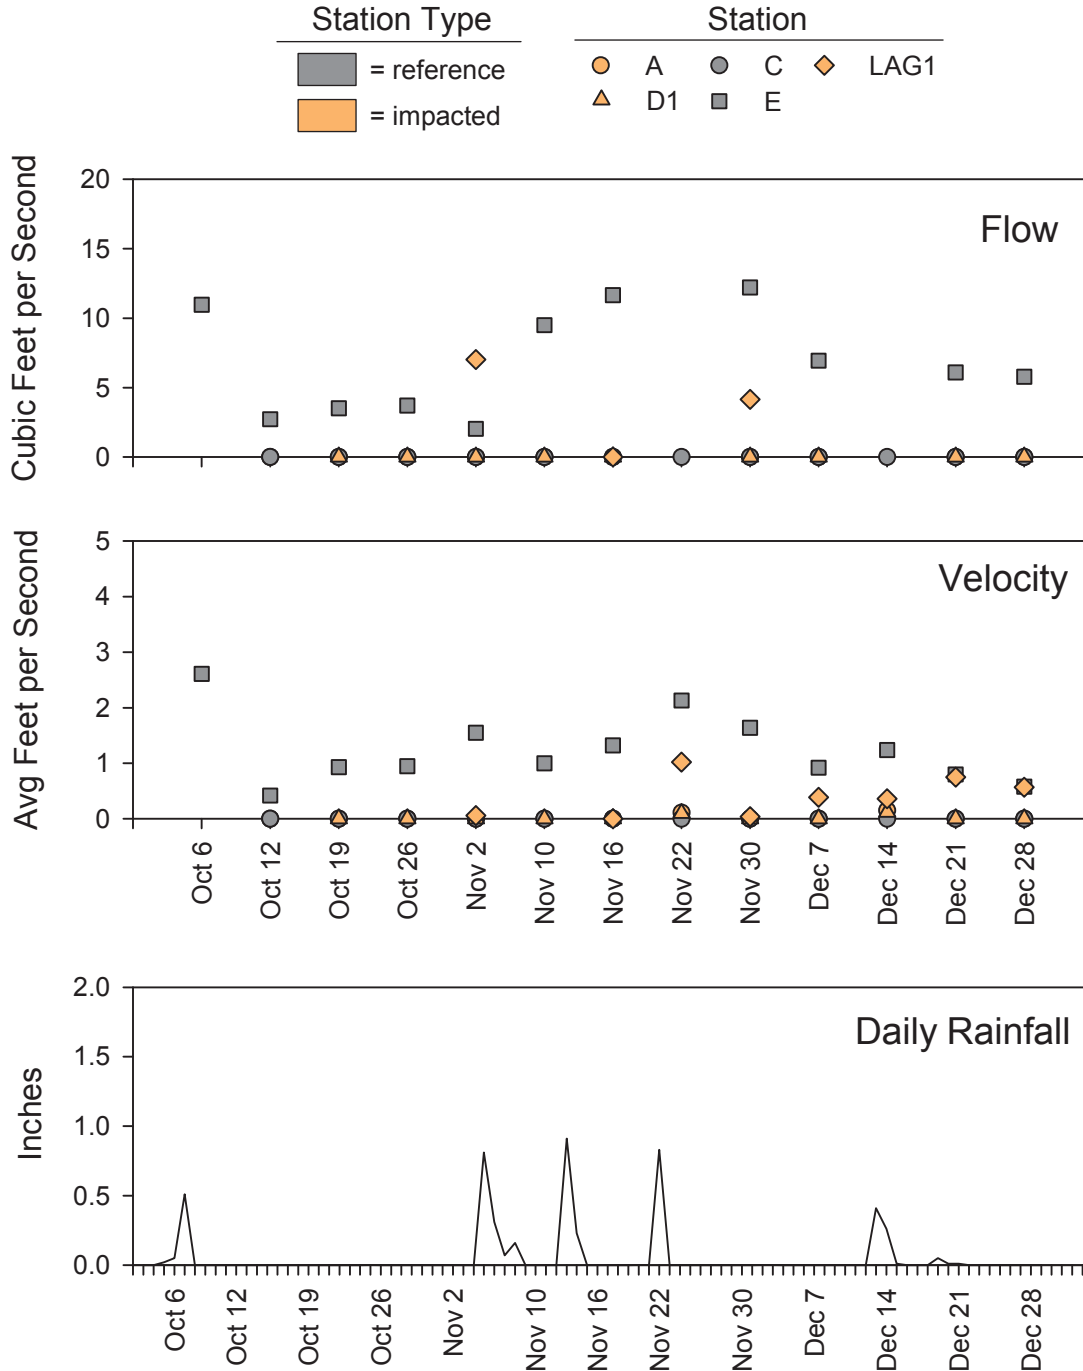 Station Type
Station
= reference
= impacted
A
C
LAG1
D1
E
Cubic Feet per Second
20
15
10
5
0
Flow
Avg Feet per Second
5
4
3
2
1
0
Velocity
Oct 6
Oct 12
Oct 19
Oct 26
Nov 2
Nov 10
Nov 16
Nov 22
Nov 30
Dec 7
Dec 14
Dec 21
Dec 28
Inches
2.0
1.5
1.0
0.5
0.0
Daily Rainfall
Oct 6
Oct 12
Oct 19
Oct 26
Nov 2
Nov 10
Nov 16
Nov 22
Nov 30
Dec 7
Dec 14
Dec 21
Dec 28